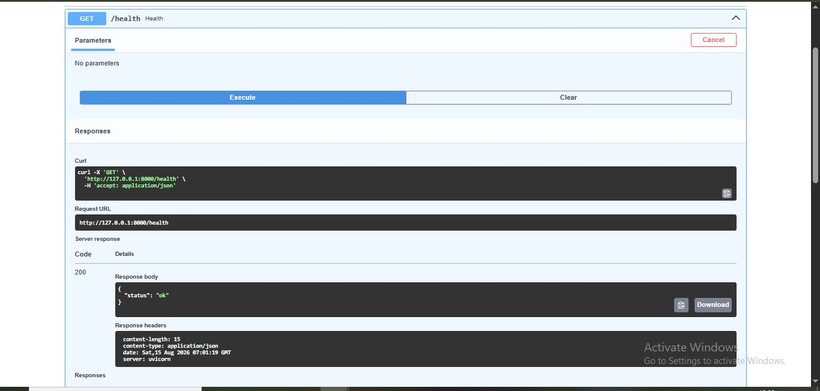 GET /health Health
Parameters
Cancel
No parameters
Execute
Clear
Responses
Curl
curl -X 'GET' \
'http://127.0.0.1:8000/health' \
-H 'accept: application/json'
Request URL
http://127.0.0.1:8000/health
Server response
Code Details
200
Response body
{
"status": "ok"
}
Download
Response headers
content-length: 15
content-type: application/json
date: Sat,15 Aug 2026 07:01:19 GMT
server: uvicorn
Activate Windows
Go to Settings to activate Windows.
Responses